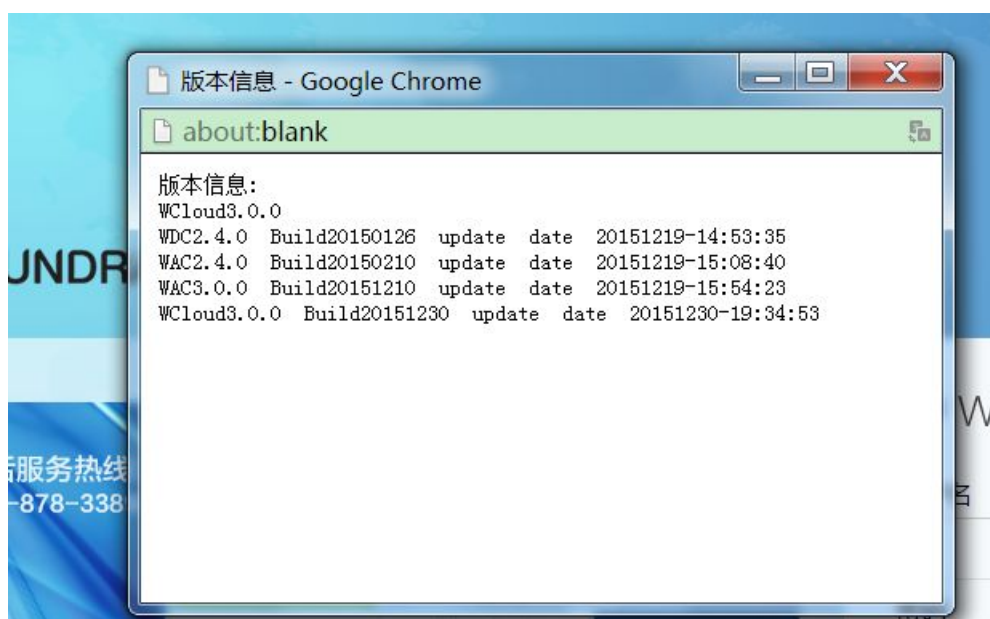 版本信息 - Google Chrome
about:blank
版本信息:
WCloud3.0.0
WDC2.4.0 Build20150126 update date 20151219-14:53:35
WAC2.4.0 Build20150210 update date 20151219-15:08:40
WAC3.0.0 Build20151210 update date 20151219-15:54:23
WCloud3.0.0 Build20151230 update date 20151230-19:34:53
UNDR
W
服务热线
-878-338
名